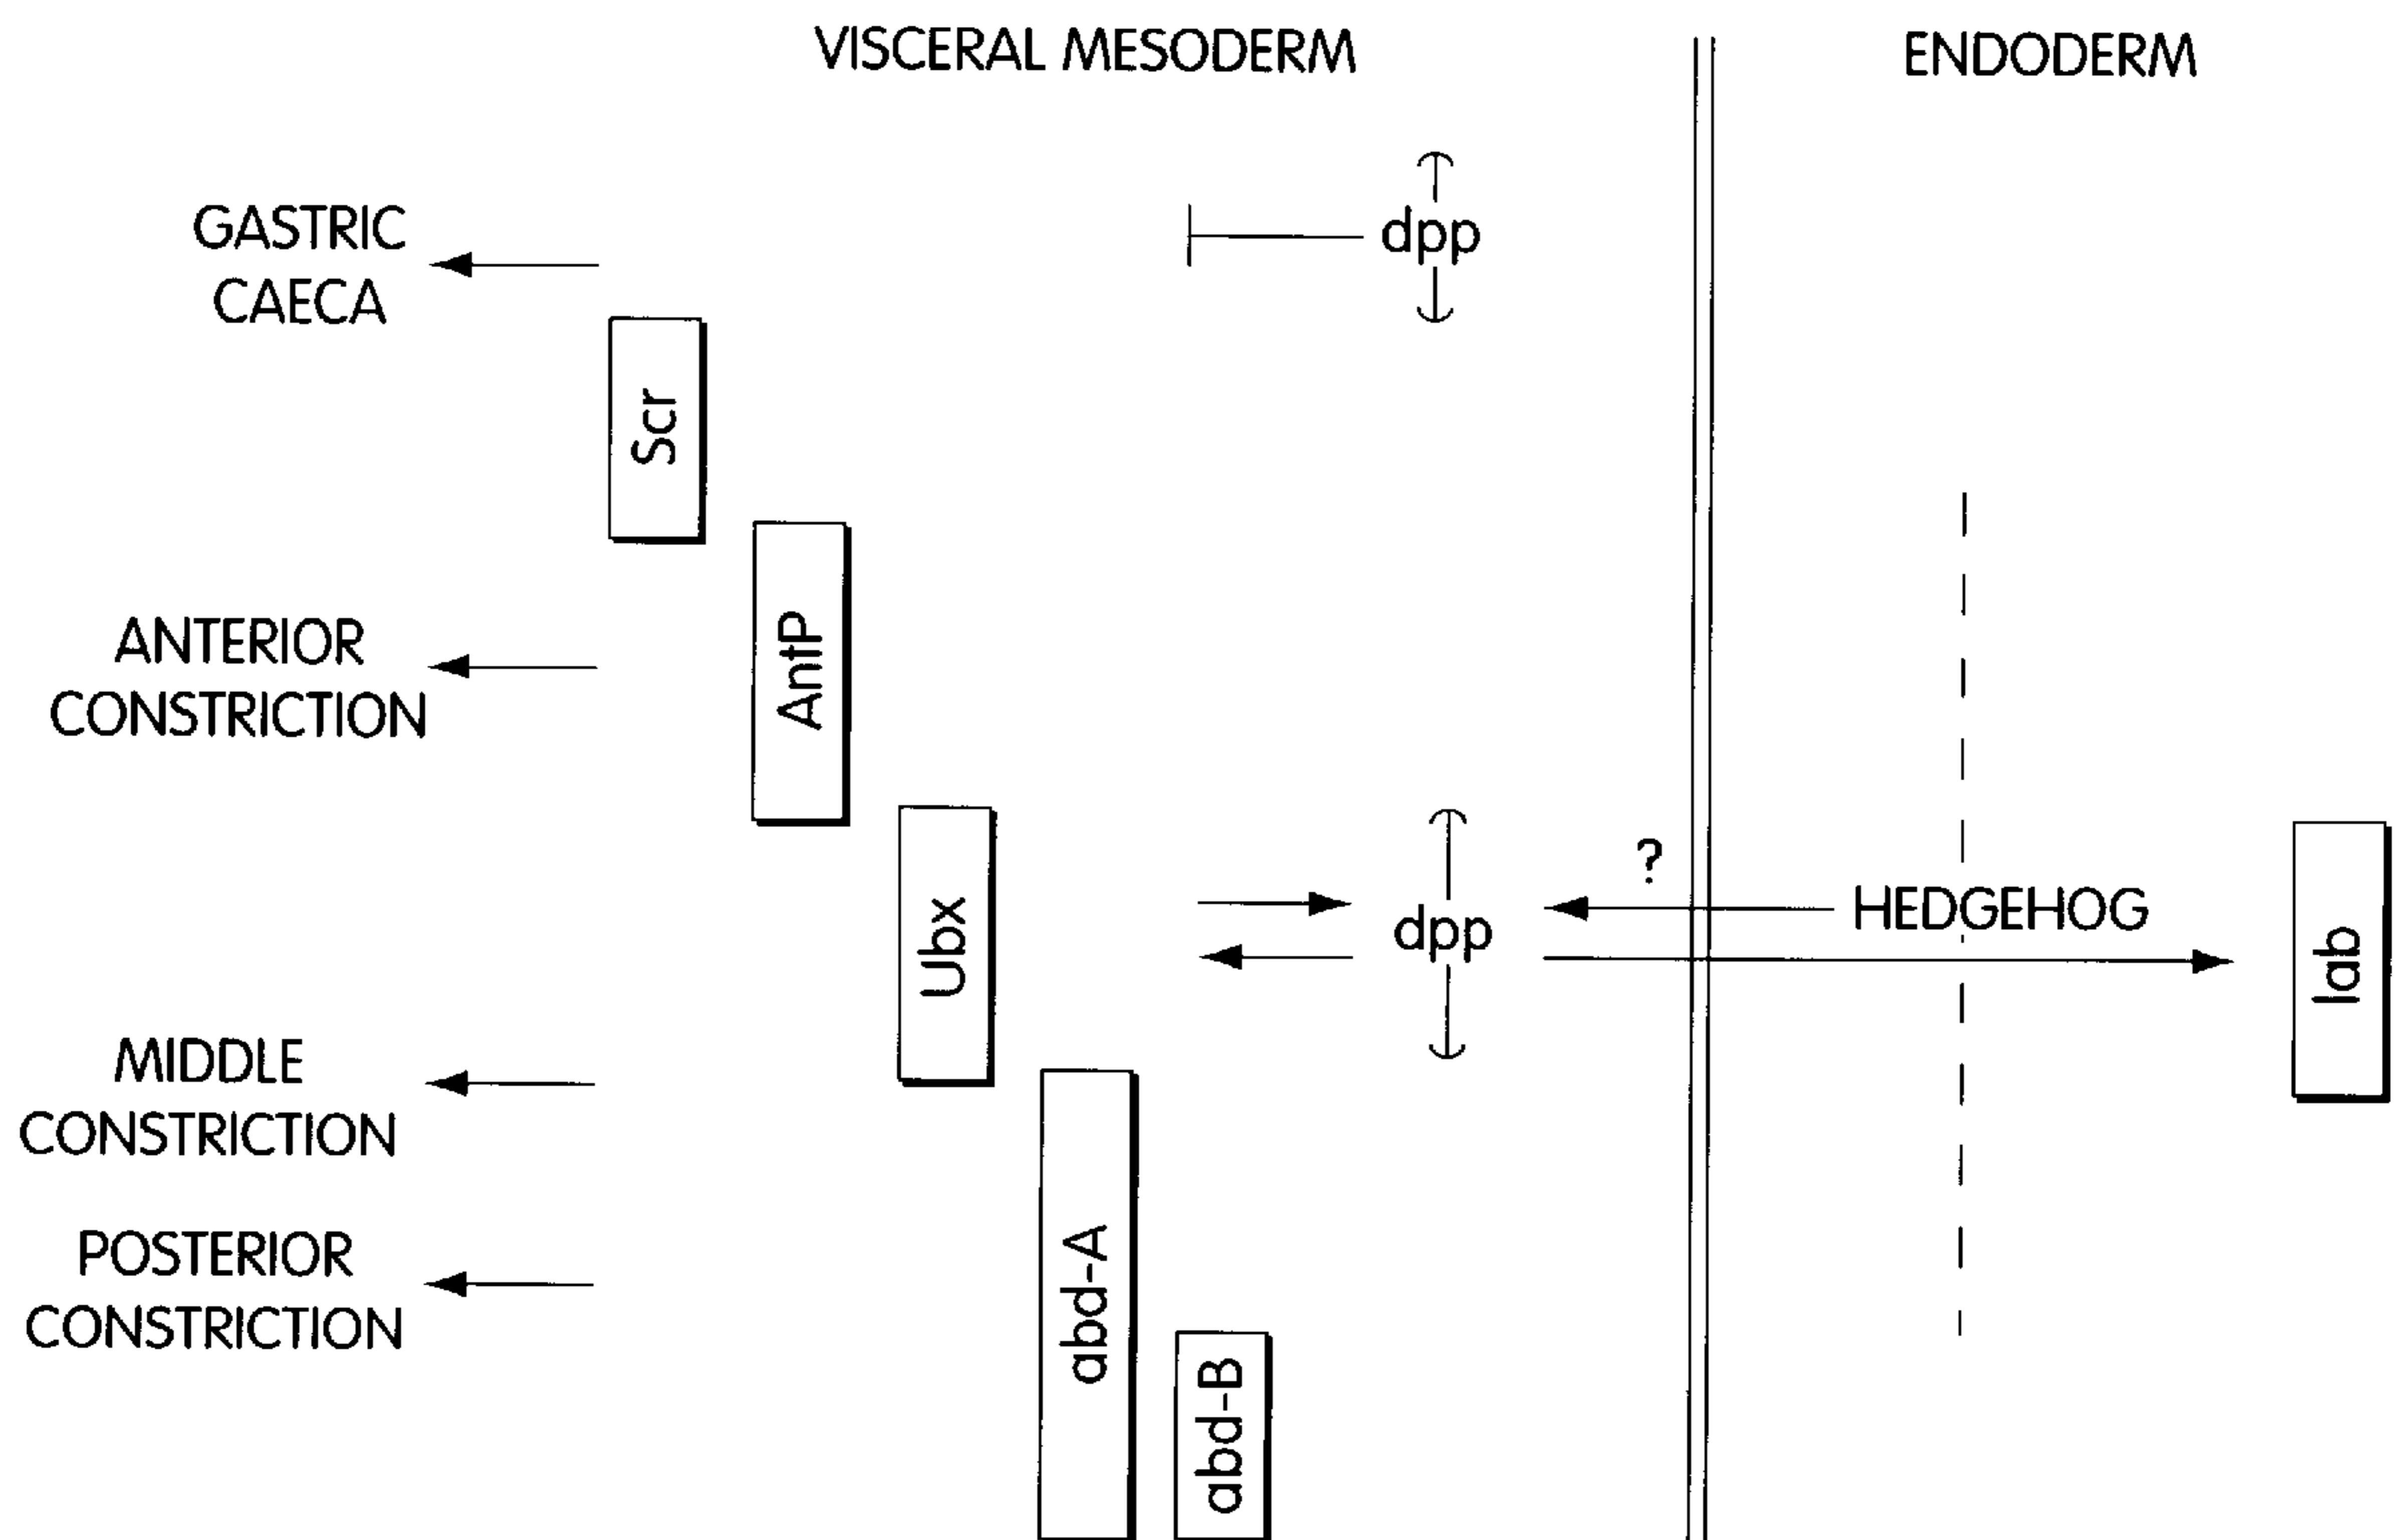 VISCERAL MESODERM
ENDODERM
GASTRIC
CAECA
dpp
Scr
ANTERIOR
CONSTRICTION
AntP
Ubx
dpp
?
HEDGEHOG
lab
MIDDLE
CONSTRICTION
POSTERIOR
CONSTRICTION
abd-A
abd-B